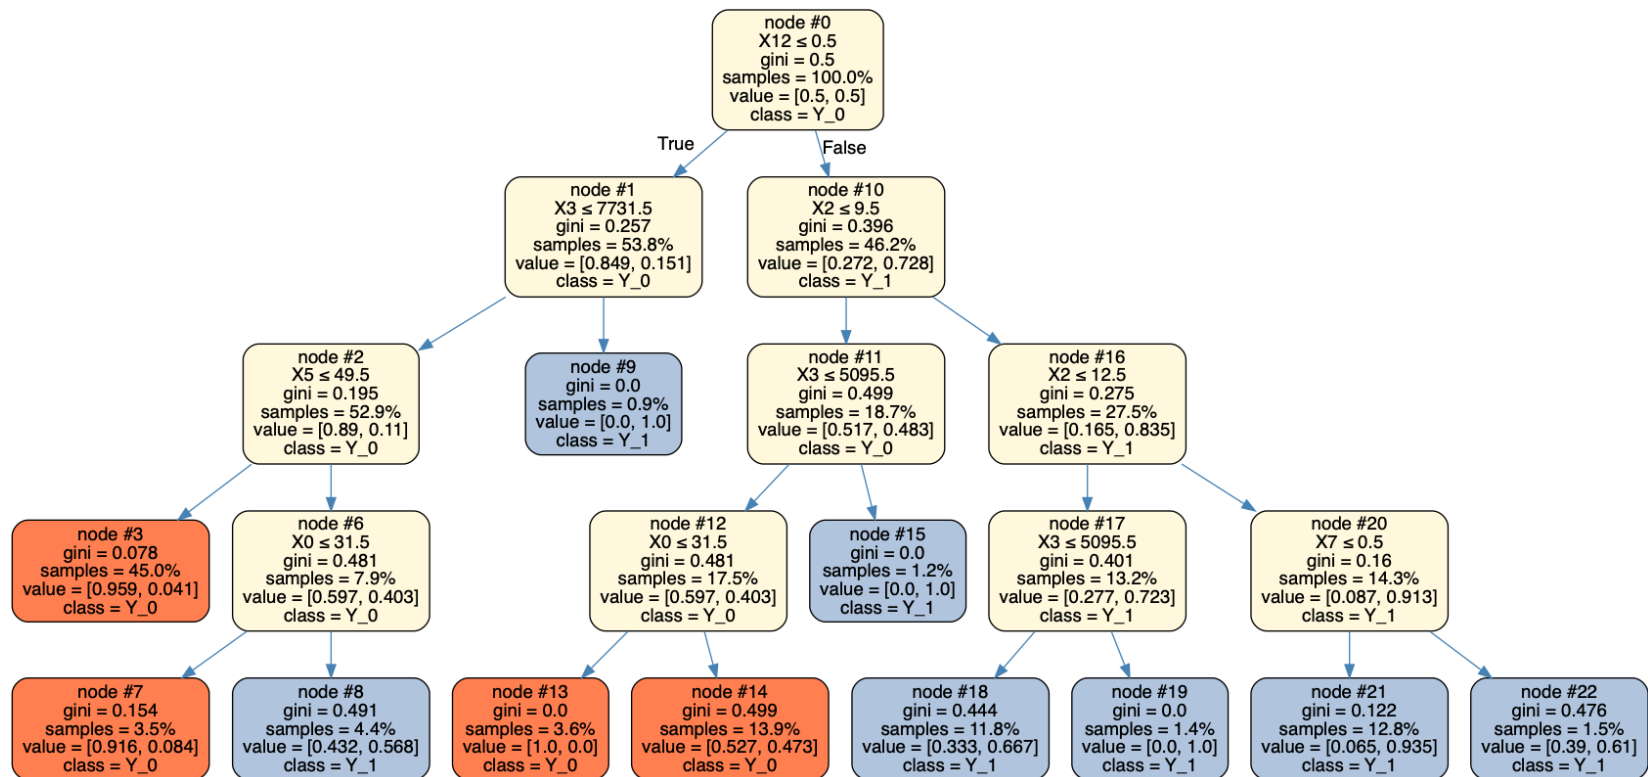 node #0
X12 ≤ 0.5
gini = 0.5
samples = 100.0%
value = [0.5, 0.5]
class = Y_0
True
False
node #1
X3 ≤ 7731.5
gini = 0.257
samples = 53.8%
value = [0.849, 0.151]
class = Y_0
node #10
X2 ≤ 9.5
gini = 0.396
samples = 46.2%
value = [0.272, 0.728]
class = Y_1
node #2
X5 ≤ 49.5
gini = 0.195
samples = 52.9%
value = [0.89, 0.11]
class = Y_0
node #9
gini = 0.0
samples = 0.9%
value = [0.0, 1.0]
class = Y_1
node #11
X3 ≤ 5095.5
gini = 0.499
samples = 18.7%
value = [0.517, 0.483]
class = Y_0
node #16
X2 ≤ 12.5
gini = 0.275
samples = 27.5%
value = [0.165, 0.835]
class = Y_1
node #3
gini = 0.078
samples = 45.0%
value = [0.959, 0.041]
class = Y_0
node #6
X0 ≤ 31.5
gini = 0.481
samples = 7.9%
value = [0.597, 0.403]
class = Y_0
node #12
X0 ≤ 31.5
gini = 0.481
samples = 17.5%
value = [0.597, 0.403]
class = Y_0
node #15
gini = 0.0
samples = 1.2%
value = [0.0, 1.0]
class = Y_1
node #17
X3 ≤ 5095.5
gini = 0.401
samples = 13.2%
value = [0.277, 0.723]
class = Y_1
node #20
X7 ≤ 0.5
gini = 0.16
samples = 14.3%
value = [0.087, 0.913]
class = Y_1
node #7
gini = 0.154
samples = 3.5%
value = [0.916, 0.084]
class = Y_0
node #8
gini = 0.491
samples = 4.4%
value = [0.432, 0.568]
class = Y_1
node #13
gini = 0.0
samples = 3.6%
value = [1.0, 0.0]
class = Y_0
node #14
gini = 0.499
samples = 13.9%
value = [0.527, 0.473]
class = Y_0
node #18
gini = 0.444
samples = 11.8%
value = [0.333, 0.667]
class = Y_1
node #19
gini = 0.0
samples = 1.4%
value = [0.0, 1.0]
class = Y_1
node #21
gini = 0.122
samples = 12.8%
value = [0.065, 0.935]
class = Y_1
node #22
gini = 0.476
samples = 1.5%
value = [0.39, 0.61]
class = Y_1